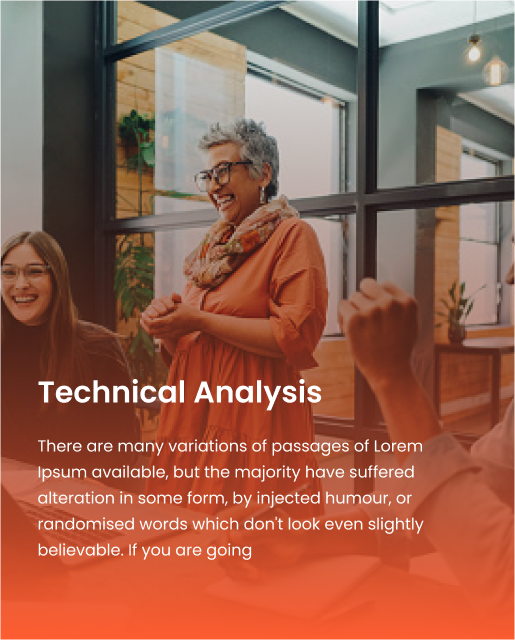 Technical Analysis
There are many variations of passages of Lorem
Ipsum available, but the majority have suffered
alteration in some form, by injected humour, or
randomised words which don't look even slightly
believable. If you are going